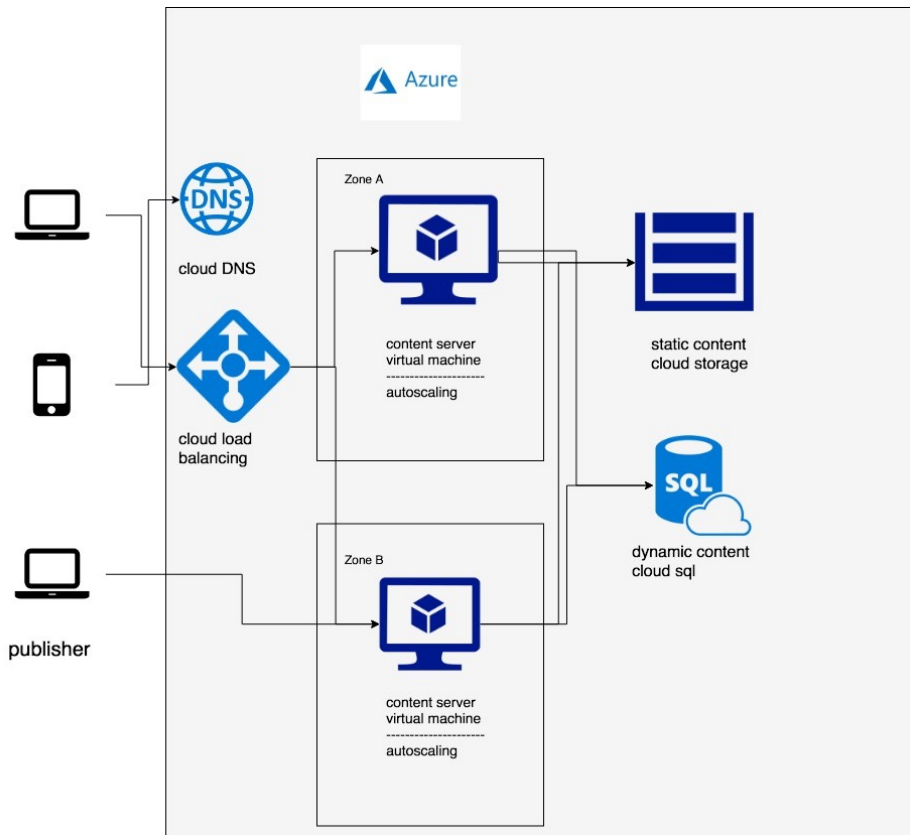 Azure
Zone A
DNS
cloud DNS
content server
virtual machine
---------------------
autoscaling
static content
cloud storage
cloud load
balancing
SQL
dynamic content
cloud sql
Zone B
publisher
content server
virtual machine
---------------------
autoscaling